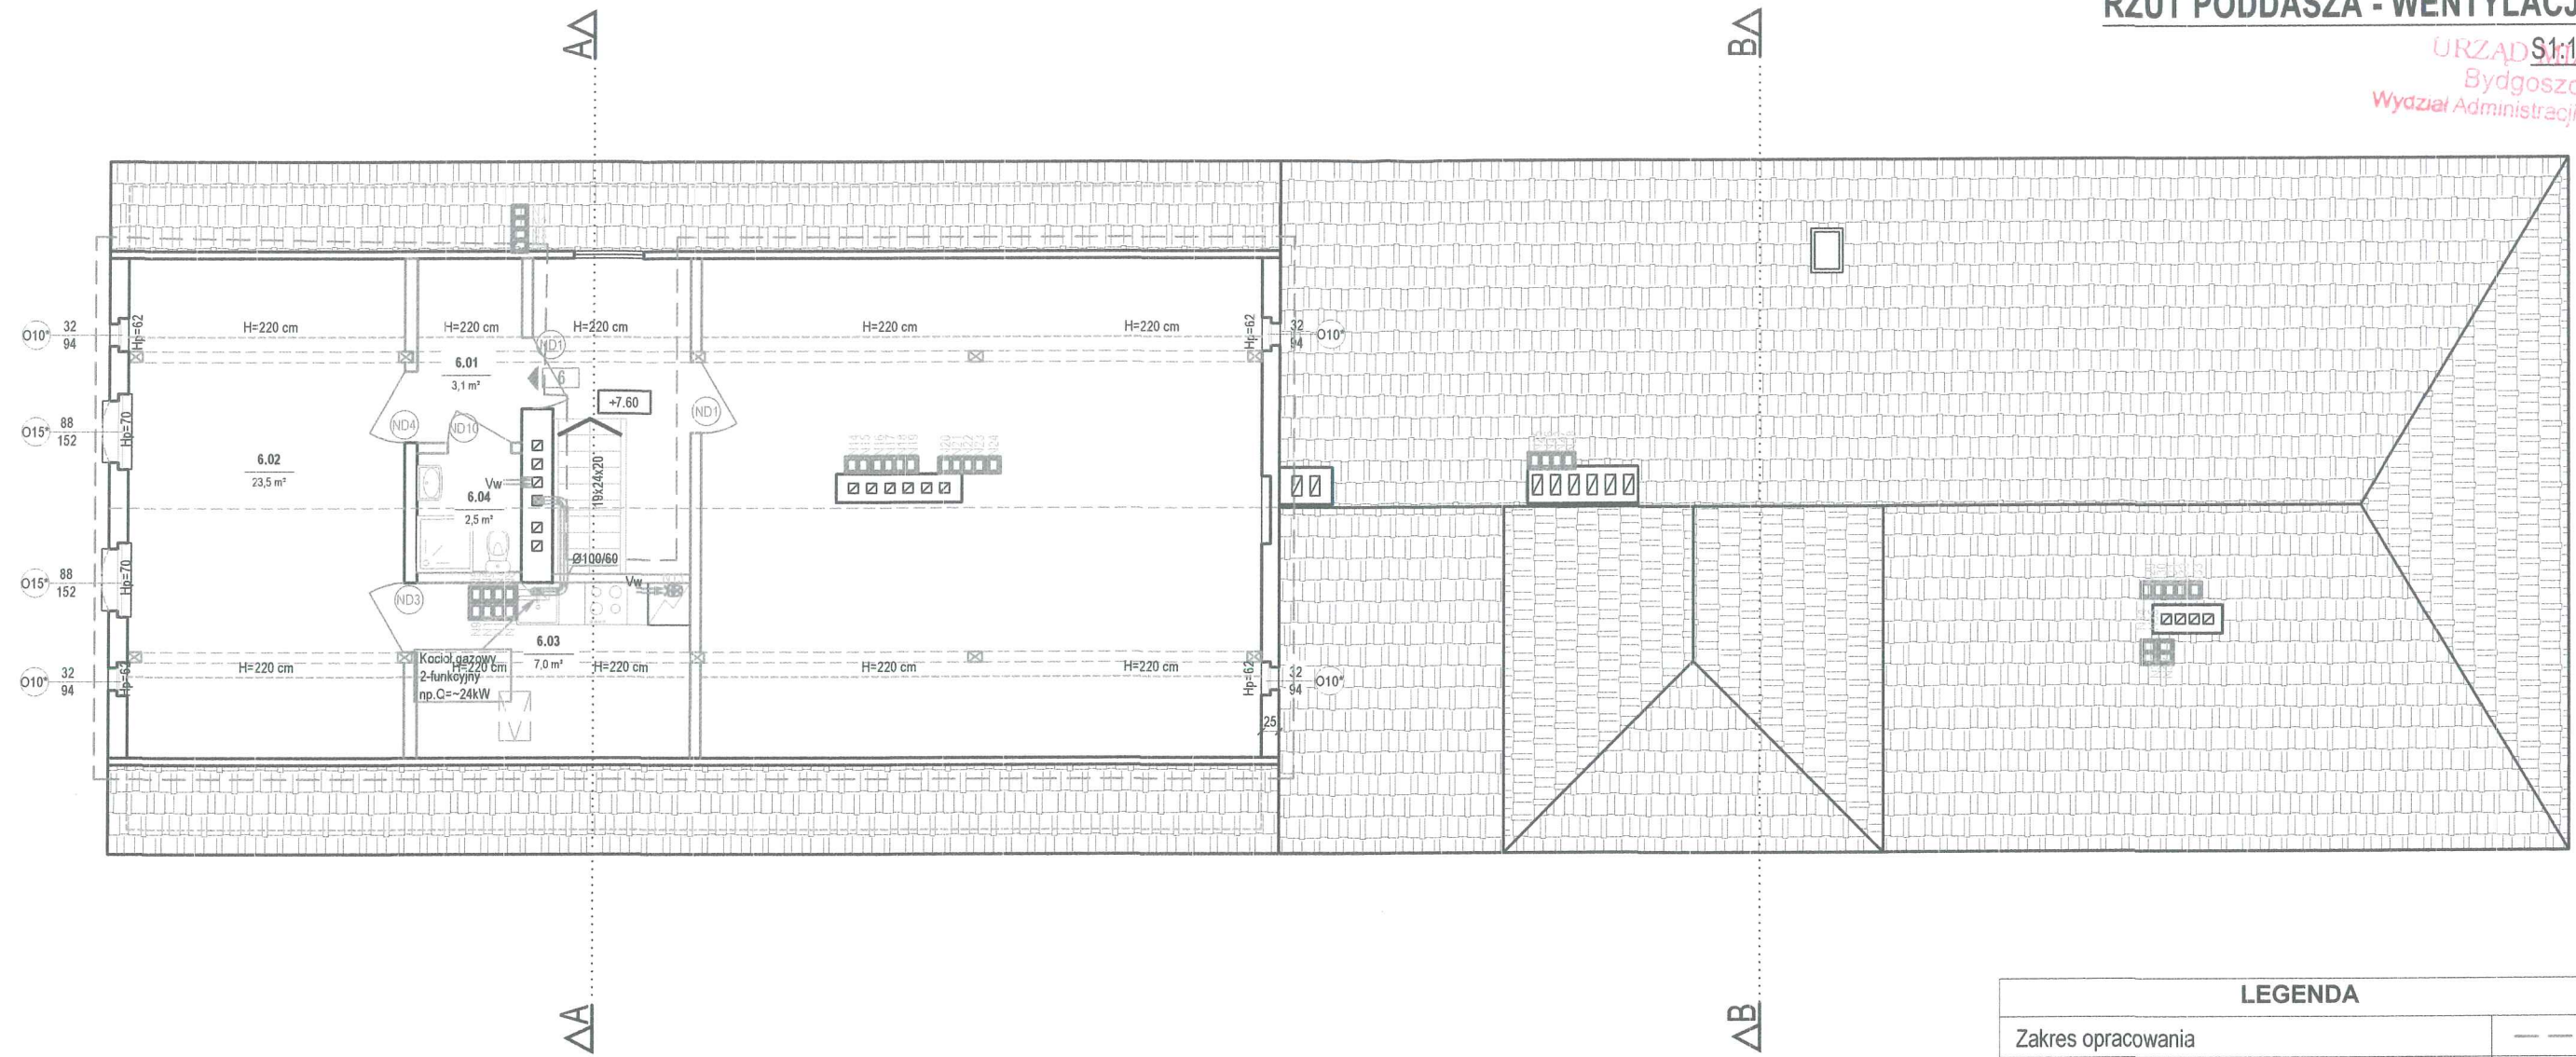 RZUT PODDASZA - WENTYLACJ
S1:1
URZĄD
Bydgoszc
Wydział Administracji
A
B
H=220 cm
H=220 cm
H=220 cm
H=220 cm
H=220 cm
O10*
32
94
Hp=62
Hp=62
32
94
O10*
ND1
6.01
3,1 m²
6
+7.60
ND1
O15*
88
152
Hp=70
ND4
ND10
6.02
23,5 m²
19x24x20
Vw
6.04
2,5 m²
Ø100/60
O15*
88
152
Hp=70
ND3
Vw
6.03
7,0 m²
Kocioł gazowy
2-funkcyjny
np.Q=~24kW
H=220 cm
H=220 cm
H=220 cm
H=220 cm
H=220 cm
O10*
32
94
Hp=62
Hp=62
32
94
O10*
25
A
B
LEGENDA
Zakres opracowania